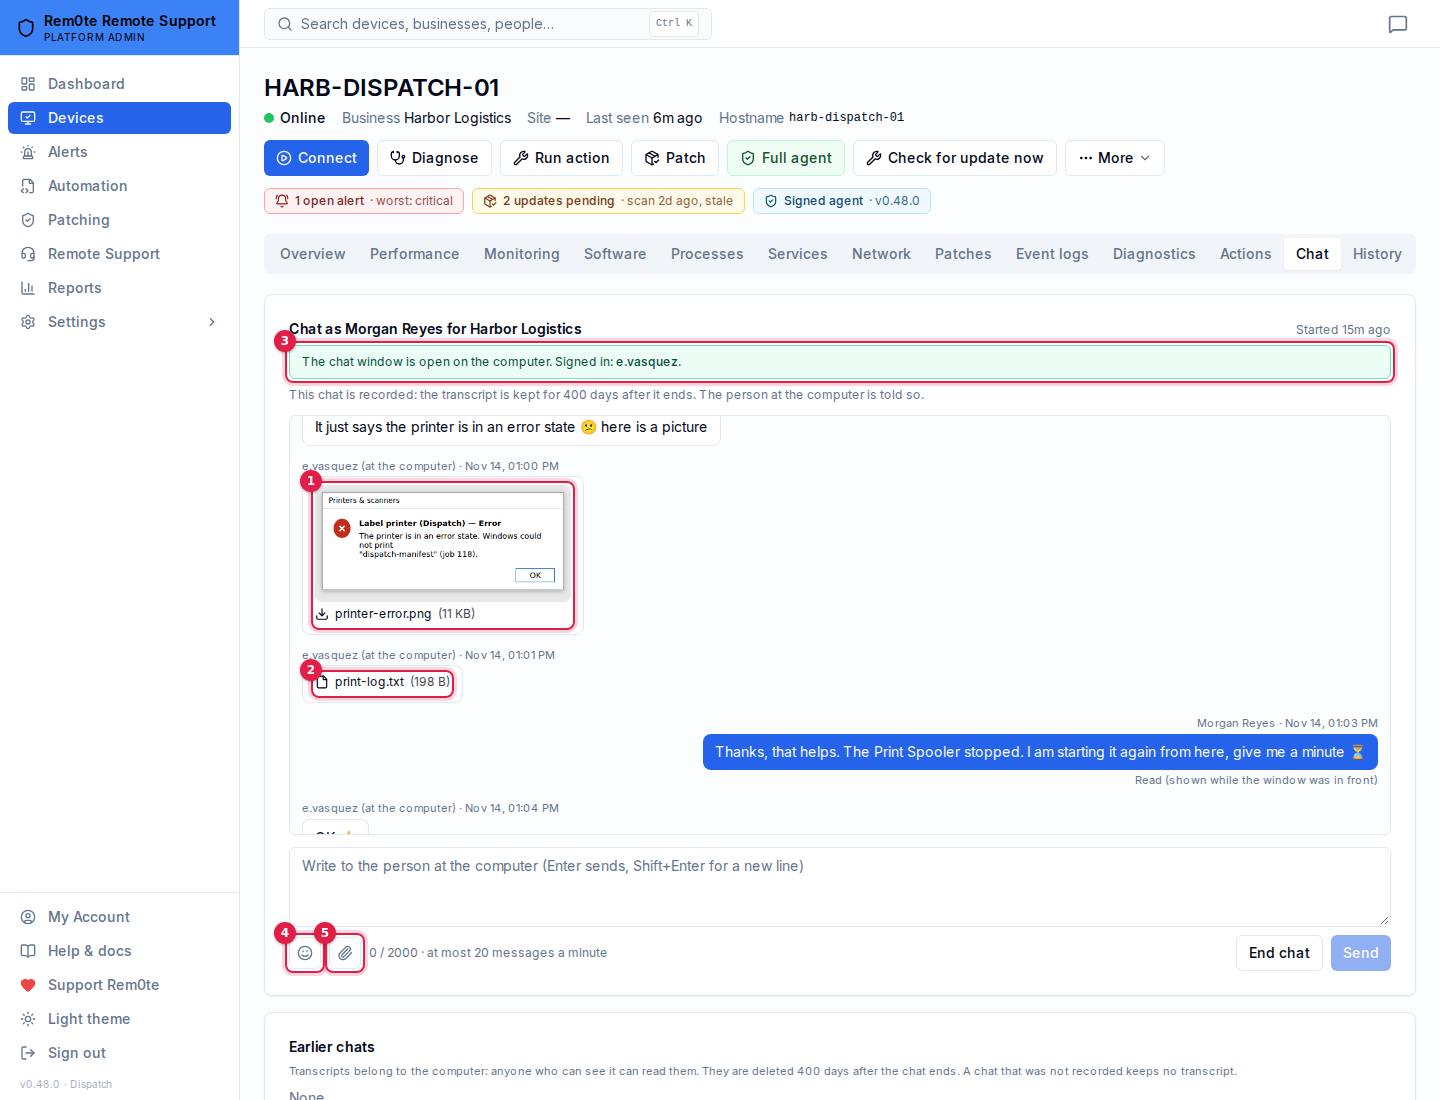 Rem0te Remote Support
PLATFORM ADMIN
Search devices, businesses, people...
Ctrl K
Dashboard
Devices
Alerts
Automation
Patching
Remote Support
Reports
Settings
HARB-DISPATCH-01
Online Business Harbor Logistics Site — Last seen 6m ago Hostname harb-dispatch-01
Connect
Diagnose
Run action
Patch
Full agent
Check for update now
More
1 open alert · worst: critical
2 updates pending · scan 2d ago, stale
Signed agent · v0.48.0
Overview
Performance
Monitoring
Software
Processes
Services
Network
Patches
Event logs
Diagnostics
Actions
Chat
History
Chat as Morgan Reyes for Harbor Logistics
Started 15m ago
3
The chat window is open on the computer. Signed in: e.vasquez.
This chat is recorded: the transcript is kept for 400 days after it ends. The person at the computer is told so.
It just says the printer is in an error state 😕 here is a picture
e.vasquez (at the computer) · Nov 14, 01:00 PM
1
Printers & scanners
Label printer (Dispatch) — Error
The printer is in an error state. Windows could
not print
"dispatch-manifest" (job 118).
OK
printer-error.png (11 KB)
e.vasquez (at the computer) · Nov 14, 01:01 PM
2
print-log.txt (198 B)
Morgan Reyes · Nov 14, 01:03 PM
Thanks, that helps. The Print Spooler stopped. I am starting it again from here, give me a minute ⏳
Read (shown while the window was in front)
e.vasquez (at the computer) · Nov 14, 01:04 PM
Write to the person at the computer (Enter sends, Shift+Enter for a new line)
4
5
0 / 2000 · at most 20 messages a minute
End chat
Send
Earlier chats
Transcripts belong to the computer: anyone who can see it can read them. They are deleted 400 days after the chat ends. A chat that was not recorded keeps no transcript.
None
My Account
Help & docs
Support Rem0te
Light theme
Sign out
v0.48.0 · Dispatch